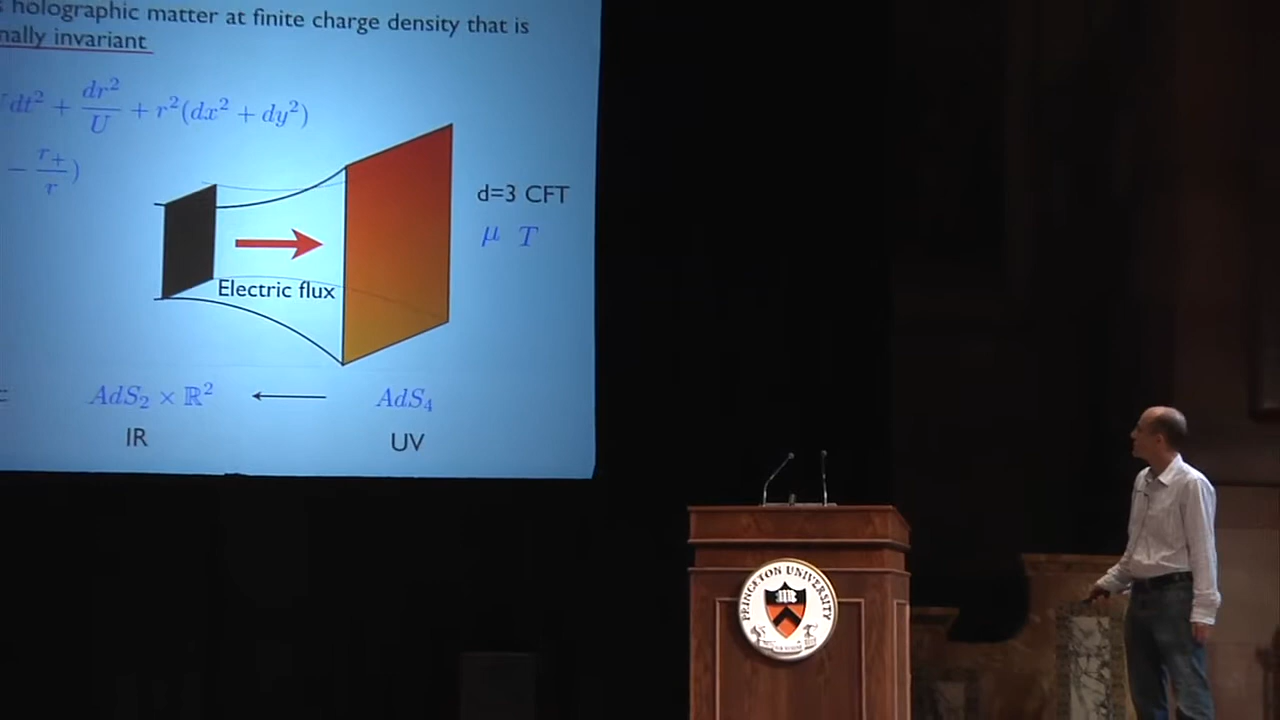 holographic matter at finite charge density that is
nally invariant
dt² + dr²/U + r²(dx² + dy²)
− r₊/r)
d=3 CFT
μ T
Electric flux
AdS₂ × ℝ² ← AdS₄
IR UV
PRINCETON UNIVERSITY